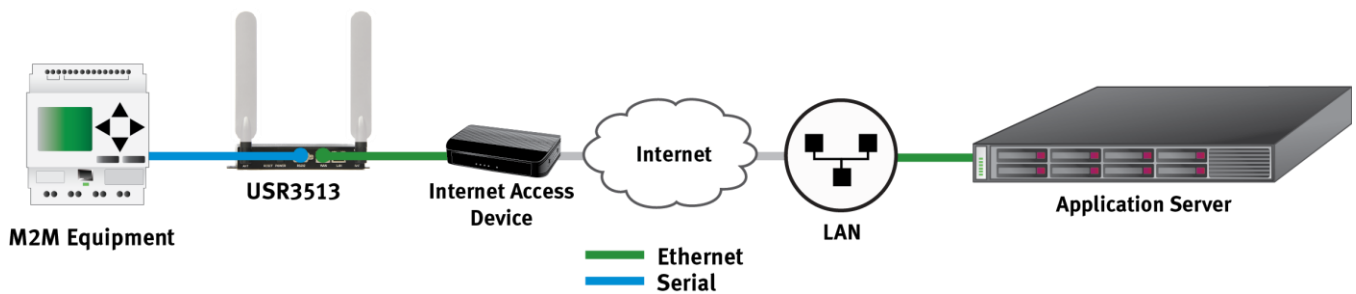 M2M Equipment
USR3513
Internet Access
Device
Internet
LAN
Application Server
Ethernet
Serial